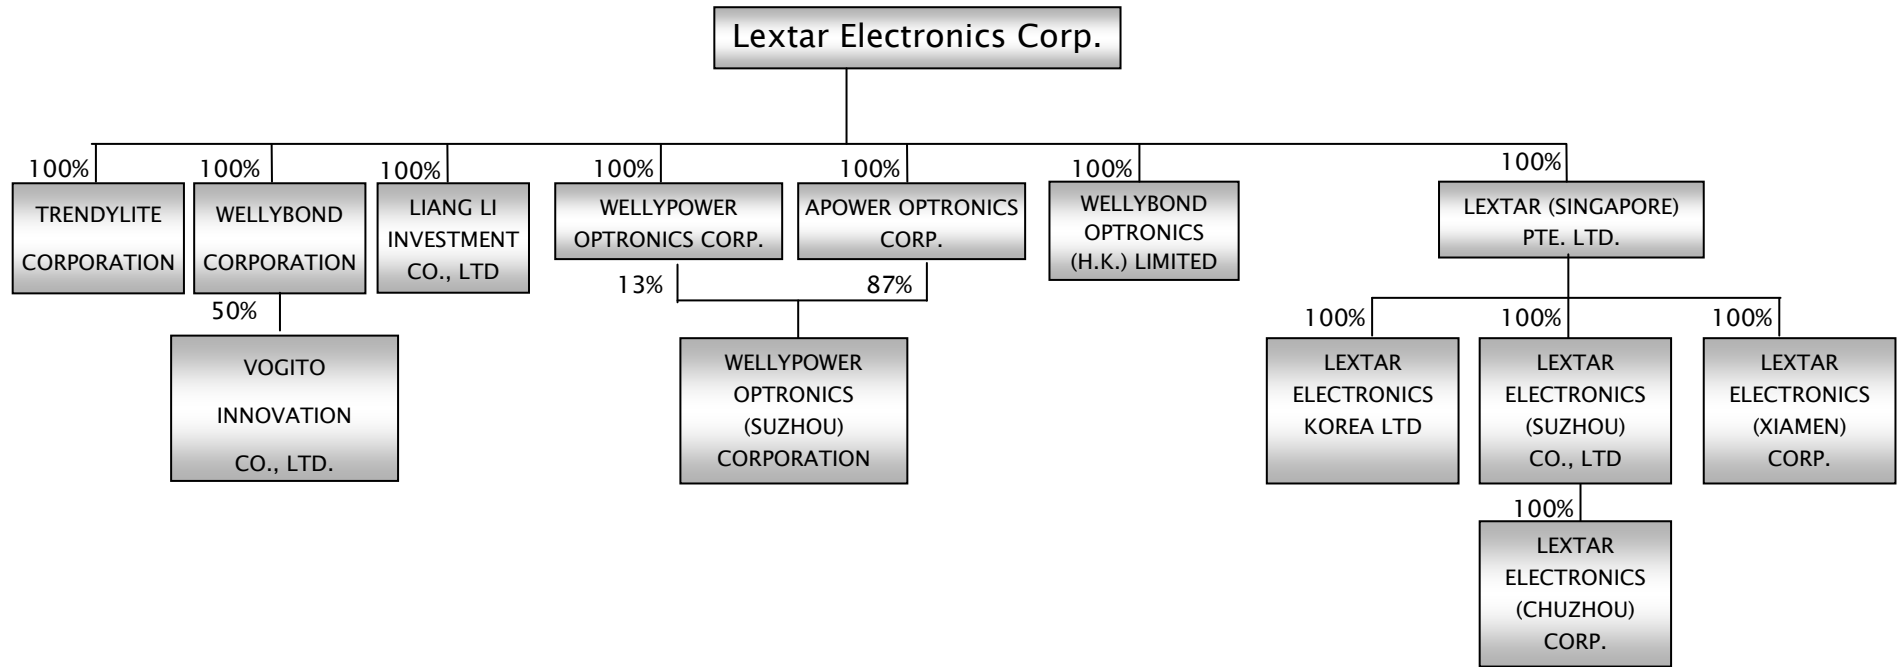 Lextar Electronics Corp.
100%
100%
100%
100%
100%
100%
100%
TRENDYLITE
CORPORATION
WELLYBOND
CORPORATION
LIANG LI
INVESTMENT
CO., LTD
WELLYPOWER
OPTRONICS CORP.
APOWER OPTRONICS
CORP.
WELLYBOND
OPTRONICS
(H.K.) LIMITED
LEXTAR (SINGAPORE)
PTE. LTD.
50%
13%
87%
100%
100%
100%
VOGITO
INNOVATION
CO., LTD.
WELLYPOWER
OPTRONICS
(SUZHOU)
CORPORATION
LEXTAR
ELECTRONICS
KOREA LTD
LEXTAR
ELECTRONICS
(SUZHOU)
CO., LTD
LEXTAR
ELECTRONICS
(XIAMEN)
CORP.
100%
LEXTAR
ELECTRONICS
(CHUZHOU)
CORP.